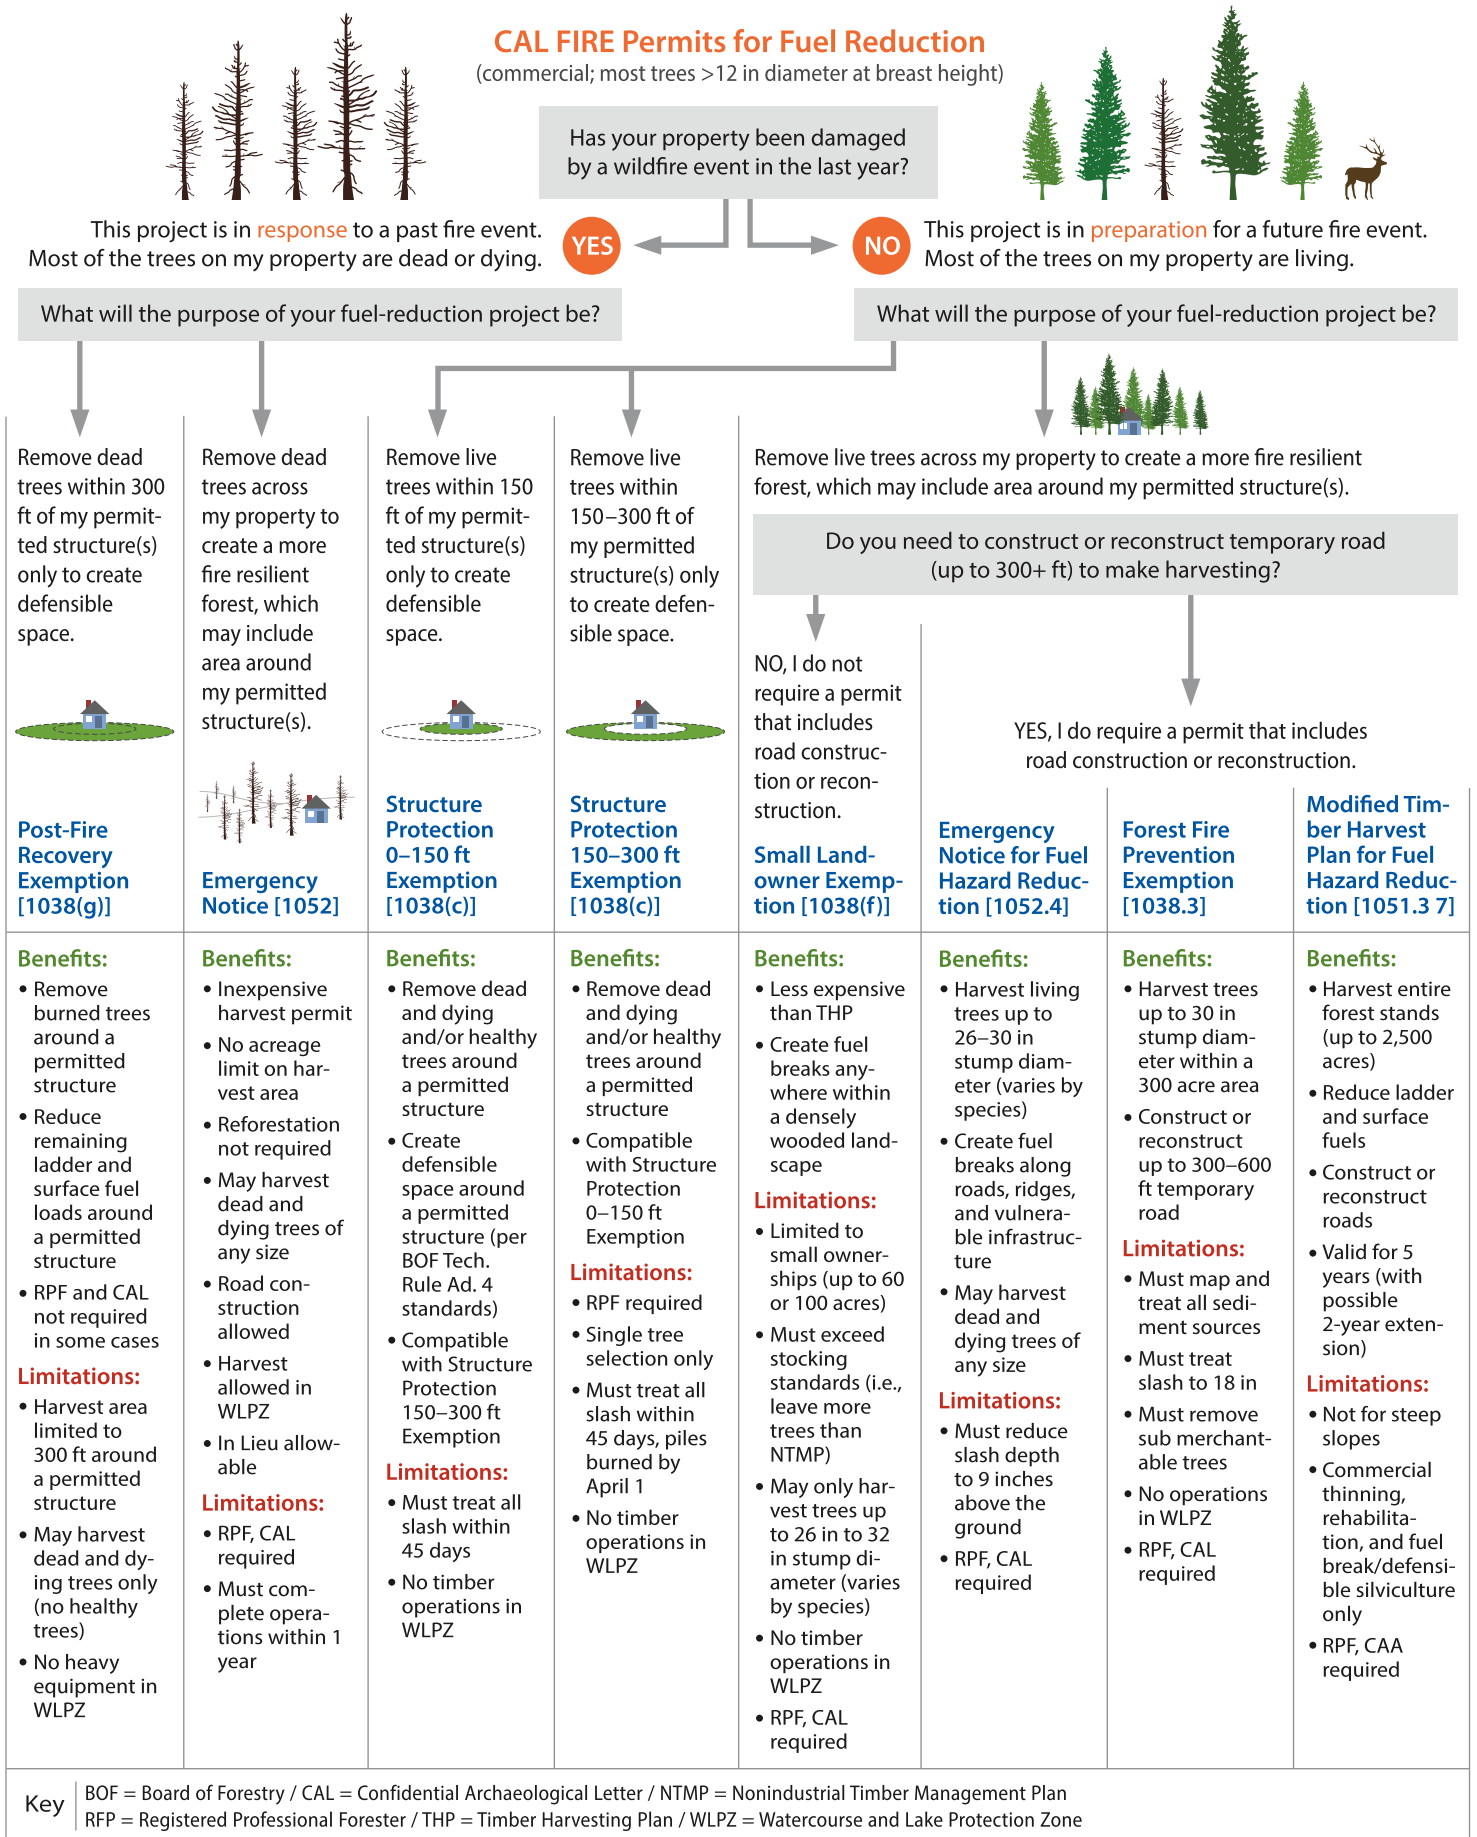 CAL FIRE Permits for Fuel Reduction
(commercial; most trees >12 in diameter at breast height)
Has your property been damaged
by a wildfire event in the last year?
This project is in response to a past fire event.
Most of the trees on my property are dead or dying.
YES
NO
This project is in preparation for a future fire event.
Most of the trees on my property are living.
What will the purpose of your fuel-reduction project be?
What will the purpose of your fuel-reduction project be?
Remove dead
trees within 300
ft of my permit-
ted structure(s)
only to create
defensible
space.
Post-Fire
Recovery
Exemption
[1038(g)]
Remove dead
trees across
my property to
create a more
fire resilient
forest, which
may include
area around
my permitted
structure(s).
Emergency
Notice [1052]
Remove live
trees within 150
ft of my permit-
ted structure(s)
only to create
defensible
space.
Structure
Protection
0–150 ft
Exemption
[1038(c)]
Remove live
trees within
150–300 ft of
my permitted
structure(s) only
to create defen-
sible space.
Structure
Protection
150–300 ft
Exemption
[1038(c)]
Remove live trees across my property to create a more fire resilient
forest, which may include area around my permitted structure(s).
Do you need to construct or reconstruct temporary road
(up to 300+ ft) to make harvesting?
NO, I do not
require a permit
that includes
road construc-
tion or recon-
struction.
Small Land-
owner Exemp-
tion [1038(f)]
YES, I do require a permit that includes
road construction or reconstruction.
Emergency
Notice for Fuel
Hazard Reduc-
tion [1052.4]
Forest Fire
Prevention
Exemption
[1038.3]
Modified Tim-
ber Harvest
Plan for Fuel
Hazard Reduc-
tion [1051.3 7]
Benefits:
• Remove
burned trees
around a
permitted
structure
• Reduce
remaining
ladder and
surface fuel
loads around
a permitted
structure
• RPF and CAL
not required
in some cases
Limitations:
• Harvest area
limited to
300 ft around
a permitted
structure
• May harvest
dead and dy-
ing trees only
(no healthy
trees)
• No heavy
equipment in
WLPZ
Benefits:
• Inexpensive
harvest permit
• No acreage
limit on har-
vest area
• Reforestation
not required
• May harvest
dead and
dying trees of
any size
• Road con-
struction
allowed
• Harvest
allowed in
WLPZ
• In Lieu allow-
able
Limitations:
• RPF, CAL
required
• Must com-
plete opera-
tions within 1
year
Benefits:
• Remove dead
and dying
and/or healthy
trees around
a permitted
structure
• Create
defensible
space around
a permitted
structure (per
BOF Tech.
Rule Ad. 4
standards)
• Compatible
with Structure
Protection
150–300 ft
Exemption
Limitations:
• Must treat all
slash within
45 days
• No timber
operations in
WLPZ
Benefits:
• Remove dead
and dying
and/or healthy
trees around
a permitted
structure
• Compatible
with Structure
Protection
0–150 ft
Exemption
Limitations:
• RPF required
• Single tree
selection only
• Must treat all
slash within
45 days, piles
burned by
April 1
• No timber
operations in
WLPZ
Benefits:
• Less expensive
than THP
• Create fuel
breaks any-
where within
a densely
wooded land-
scape
Limitations:
• Limited to
small owner-
ships (up to 60
or 100 acres)
• Must exceed
stocking
standards (i.e.,
leave more
trees than
NTMP)
• May only har-
vest trees up
to 26 in to 32
in stump di-
ameter (varies
by species)
• No timber
operations in
WLPZ
• RPF, CAL
required
Benefits:
• Harvest living
trees up to
26–30 in
stump diam-
eter (varies by
species)
• Create fuel
breaks along
roads, ridges,
and vulnera-
ble infrastruc-
ture
• May harvest
dead and
dying trees of
any size
Limitations:
• Must reduce
slash depth
to 9 inches
above the
ground
• RPF, CAL
required
Benefits:
• Harvest trees
up to 30 in
stump diam-
eter within a
300 acre area
• Construct or
reconstruct
up to 300–600
ft temporary
road
Limitations:
• Must map and
treat all sedi-
ment sources
• Must treat
slash to 18 in
• Must remove
sub merchant-
able trees
• No operations
in WLPZ
• RPF, CAL
required
Benefits:
• Harvest entire
forest stands
(up to 2,500
acres)
• Reduce ladder
and surface
fuels
• Construct or
reconstruct
roads
• Valid for 5
years (with
possible
2-year exten-
sion)
Limitations:
• Not for steep
slopes
• Commercial
thinning,
rehabilita-
tion, and fuel
break/defensi-
ble silviculture
only
• RPF, CAA
required
Key
BOF = Board of Forestry / CAL = Confidential Archaeological Letter / NTMP = Nonindustrial Timber Management Plan
RFP = Registered Professional Forester / THP = Timber Harvesting Plan / WLPZ = Watercourse and Lake Protection Zone